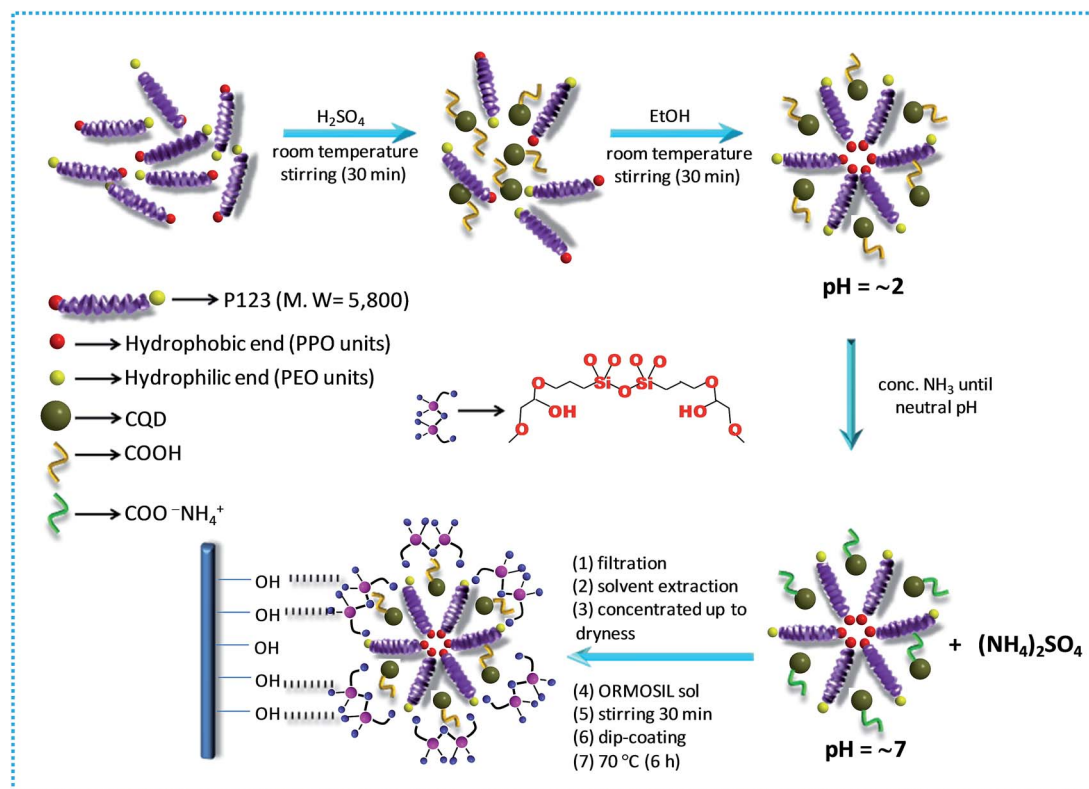 H₂SO₄
room temperature
stirring (30 min)
EtOH
room temperature
stirring (30 min)
pH = ~2
P123 (M. W= 5,800)
Hydrophobic end (PPO units)
Hydrophilic end (PEO units)
CQD
COOH
COO ⁻NH₄⁺
O O O O
Si Si
O O O
OH HO
O O
conc. NH₃ until
neutral pH
OH
OH
OH
OH
OH
(1) filtration
(2) solvent extraction
(3) concentrated up to
dryness
(4) ORMOSIL sol
(5) stirring 30 min
(6) dip-coating
(7) 70 °C (6 h)
+ (NH₄)₂SO₄
pH = ~7